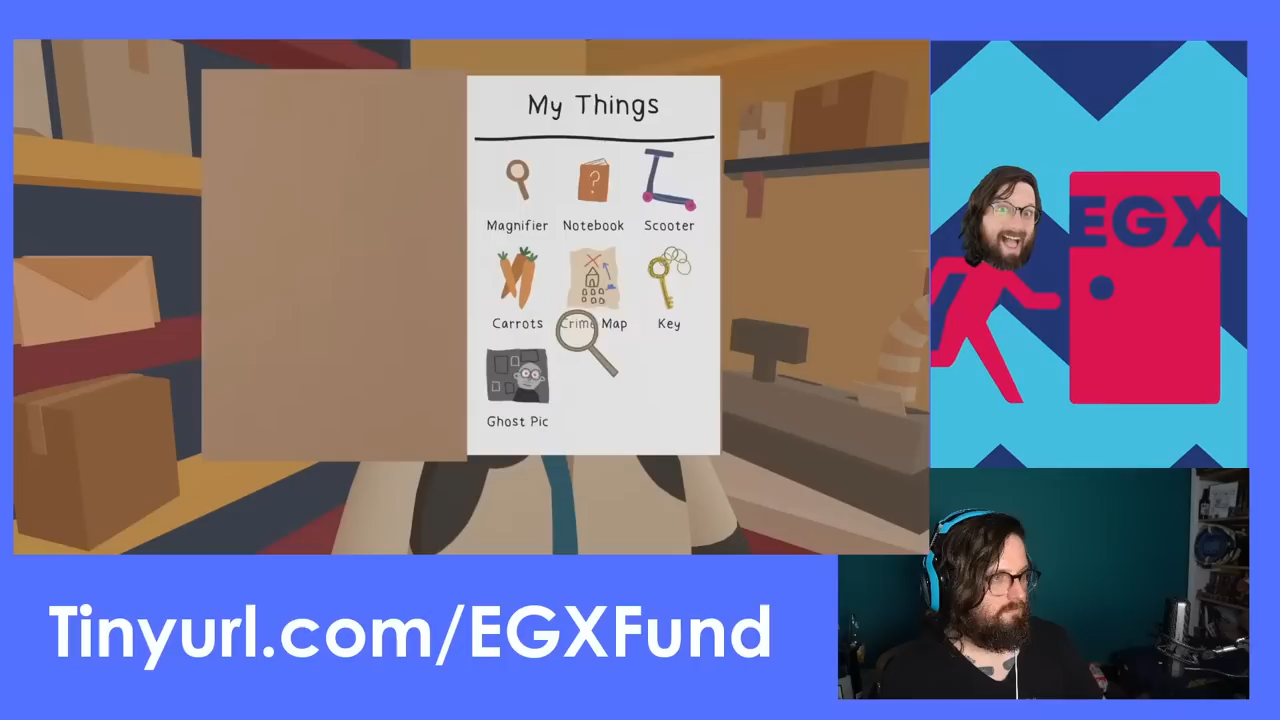 My Things
Magnifier Notebook Scooter
?
Carrots Crime Map Key
Ghost Pic
EGX
Tinyurl.com/EGXFund